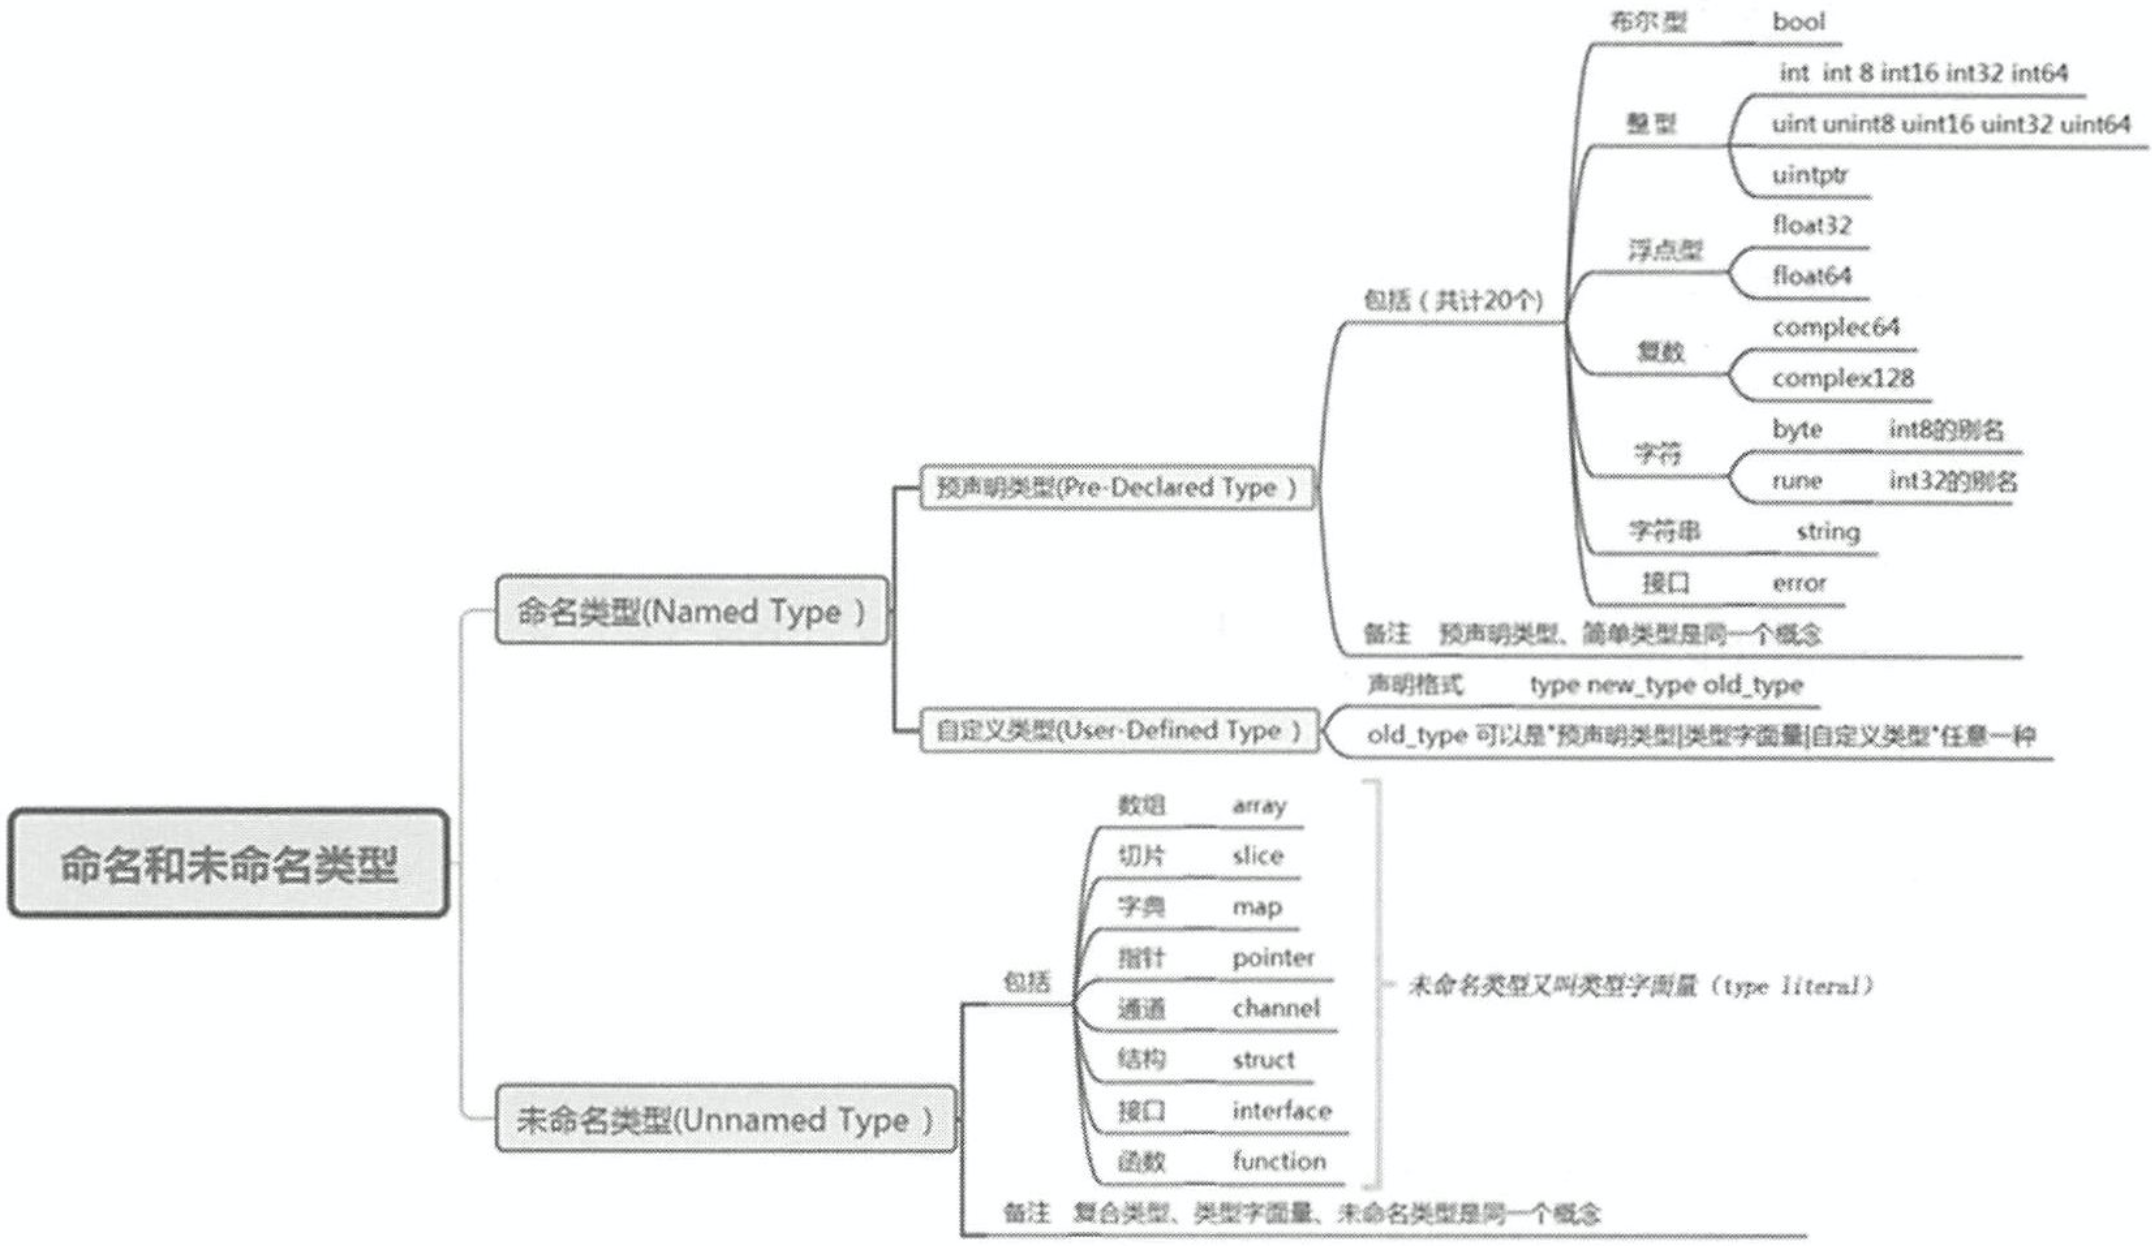 布尔型 bool
int int 8 int16 int32 int64
整型 uint unint8 uint16 uint32 uint64
uintptr
float32
浮点型
float64
包括（共计20个)
complec64
复数
complex128
byte int8的别名
字符
rune int32的别名
预声明类型(Pre-Declared Type )
字符串 string
接口 error
命名类型(Named Type )
备注 预声明类型、简单类型是同一个概念
声明格式 type new_type old_type
自定义类型(User-Defined Type )
old_type 可以是"预声明类型|类型字面量|自定义类型"任意一种
数组 array
命名和未命名类型
切片 slice
字典 map
指针 pointer
包括
未命名类型又叫类型字面量（type literal）
通道 channel
结构 struct
接口 interface
未命名类型(Unnamed Type )
函数 function
备注 复合类型、类型字面量、未命名类型是同一个概念